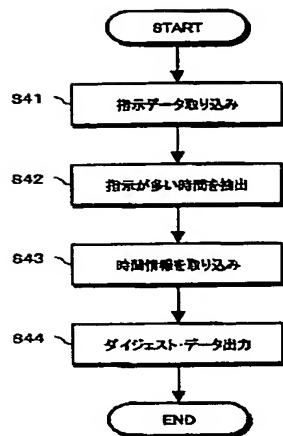 START
S41
指示データ取り込み
S42
指示が多い時間を抽出
S43
時間情報を取り込み
S44
ダイジェスト・データ出力
END